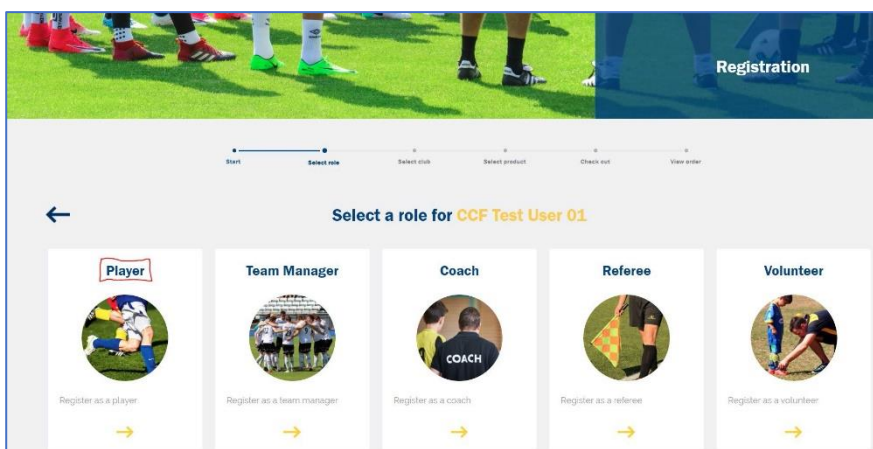 Registration
Start Select role Select club Select product Check out View order
Select a role for CCF Test User 01
Player Team Manager Coach Referee Volunteer
COACH
Register as a player Register as a team manager Register as a coach Register as a referee Register as a volunteer